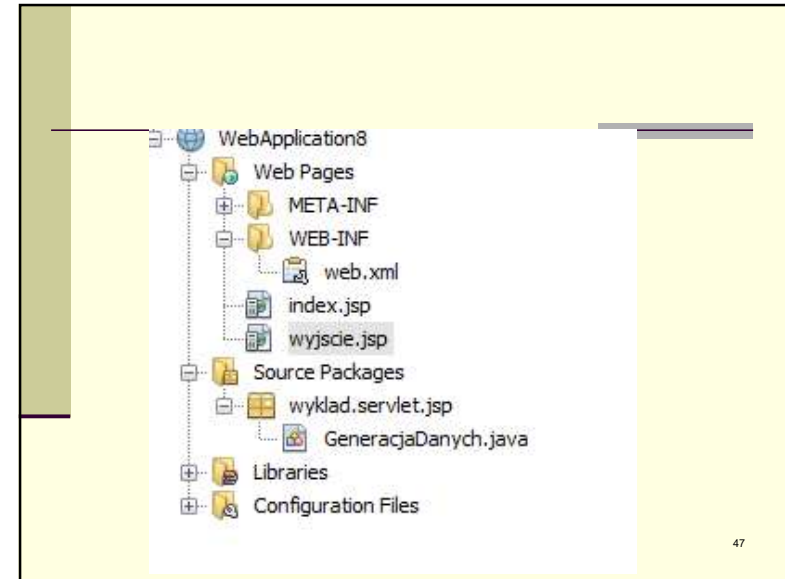 WebApplication8
Web Pages
META-INF
WEB-INF
web.xml
index.jsp
wyjscie.jsp
Source Packages
wyklad.servlet.jsp
GeneracjaDanych.java
Libraries
Configuration Files
47